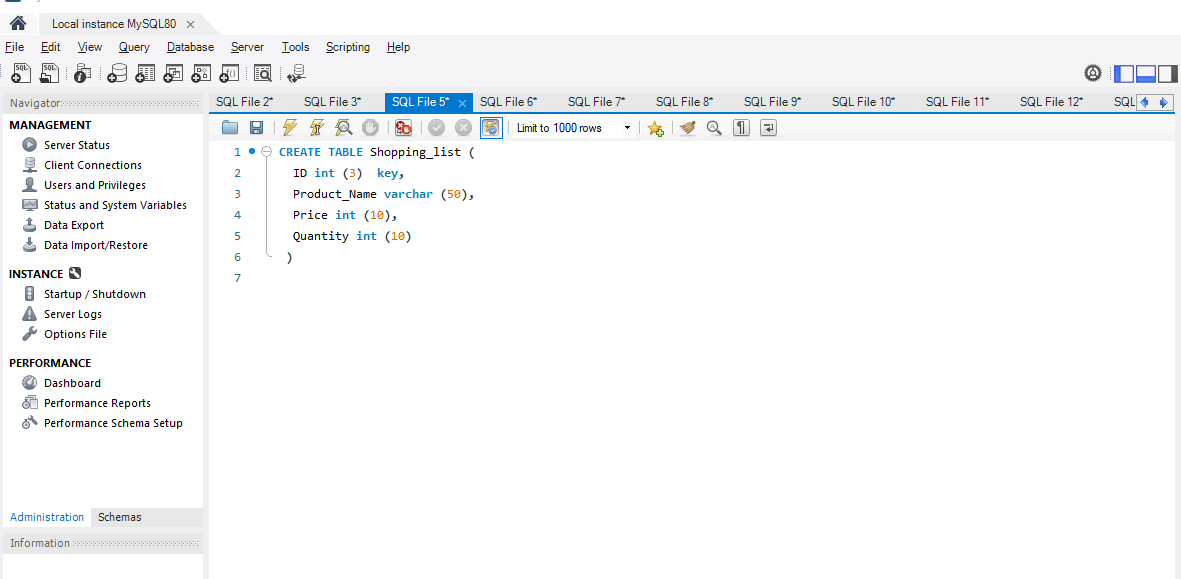 Local instance MySQL80
File Edit View Query Database Server Tools Scripting Help
Navigator
MANAGEMENT
Server Status
Client Connections
Users and Privileges
Status and System Variables
Data Export
Data Import/Restore
INSTANCE
Startup / Shutdown
Server Logs
Options File
PERFORMANCE
Dashboard
Performance Reports
Performance Schema Setup
Administration Schemas
Information
SQL File 2* SQL File 3* SQL File 5* SQL File 6* SQL File 7* SQL File 8* SQL File 9* SQL File 10* SQL File 11* SQL File 12* SQL
Limit to 1000 rows
1 CREATE TABLE Shopping_list (
2 ID int (3)  key,
3 Product_Name varchar (50),
4 Price int (10),
5 Quantity int (10)
6 )
7